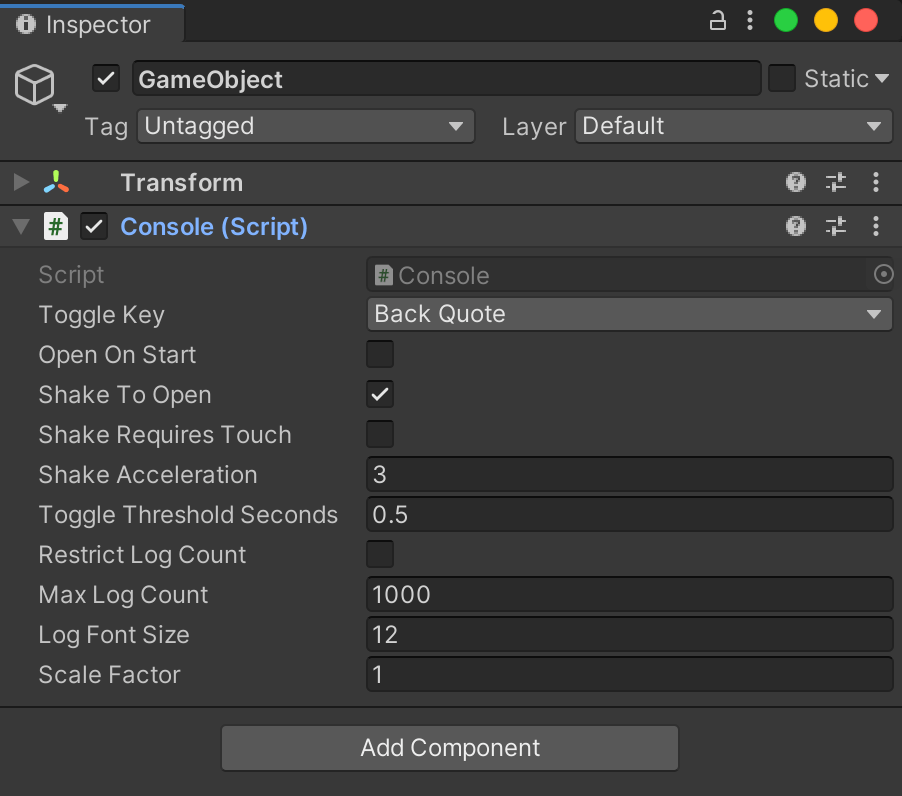 Inspector
GameObject Static
Tag Untagged Layer Default
Transform
# Console (Script)
Script # Console
Toggle Key Back Quote
Open On Start
Shake To Open
Shake Requires Touch
Shake Acceleration 3
Toggle Threshold Seconds 0.5
Restrict Log Count
Max Log Count 1000
Log Font Size 12
Scale Factor 1
Add Component